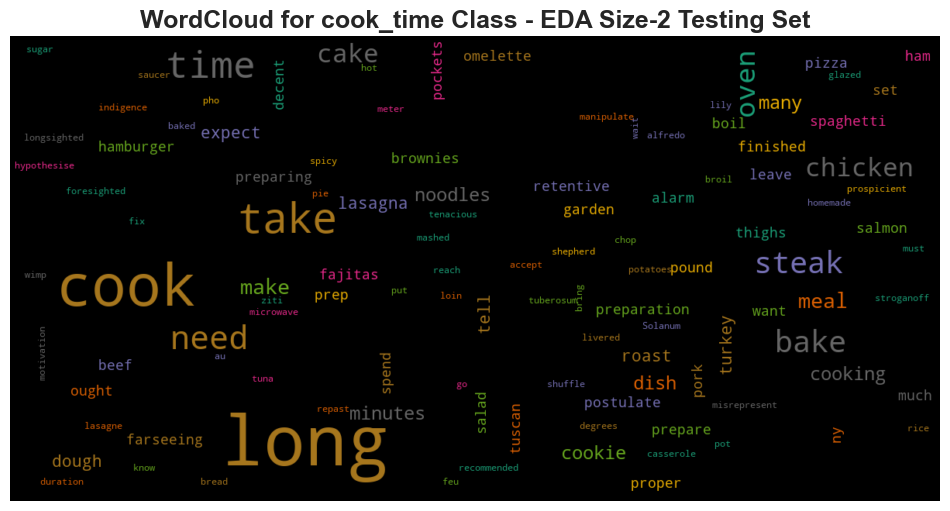 WordCloud for cook_time Class - EDA Size-2 Testing Set
sugar
time
cake
pockets
omelette
oven
pizza
ham
saucer
hot
decent
glazed
set
indigence
pho
meter
manipulate
lily
many
longsighted
baked
expect
wait
alfredo
boil
spaghetti
hamburger
brownies
finished
hypothesise
spicy
preparing
noodles
retentive
broil
leave
chicken
foresighted
pie
lasagna
alarm
prospicient
homemade
fix
take
tenacious
garden
thighs
salmon
mashed
chop
shepherd
must
wimp
cook
make
fajitas
reach
accept
potatoes
pound
steak
ziti
prep
put
loin
tuberosum
bring
stroganoff
microwave
tell
preparation
want
meal
motivation
need
Solanum
livered
turkey
bake
beef
au
roast
tuna
spend
go
shuffle
dish
pork
cooking
ought
minutes
salad
postulate
misrepresent
much
repast
long
tuscan
degrees
prepare
pot
ny
rice
lasagne
farseeing
cookie
casserole
dough
know
recommended
duration
bread
feu
proper